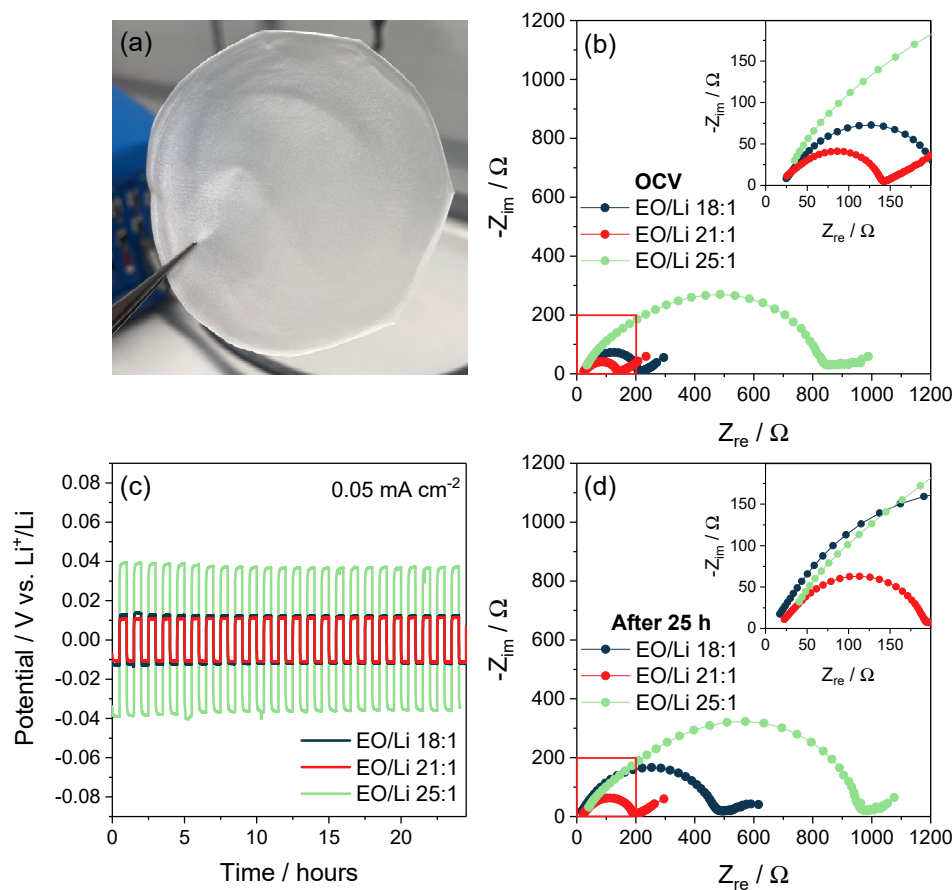 (a)
(b)
1200
1000
800
600
400
200
0
0 200 400 600 800 1000 1200
-Z_im / Ω
Z_re / Ω
OCV
EO/Li 18:1
EO/Li 21:1
EO/Li 25:1
150
100
50
0
0 50 100 150
-Z_im / Ω
Z_re / Ω
(c)
0.05 mA cm⁻²
0.08
0.06
0.04
0.02
0.00
-0.02
-0.04
-0.06
-0.08
0 5 10 15 20
Potential / V vs. Li⁺/Li
Time / hours
EO/Li 18:1
EO/Li 21:1
EO/Li 25:1
(d)
1200
1000
800
600
400
200
0
0 200 400 600 800 1000 1200
-Z_im / Ω
Z_re / Ω
After 25 h
EO/Li 18:1
EO/Li 21:1
EO/Li 25:1
150
100
50
0
0 50 100 150
-Z_im / Ω
Z_re / Ω